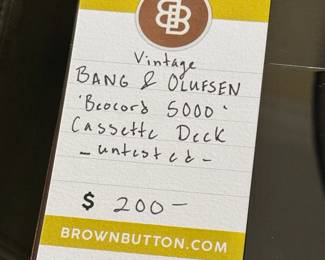 Vintage
BANG & OLUFSEN
'Beocord 5000'
Cassette Deck
- untested -
$ 200 -
BROWNBUTTON.COM